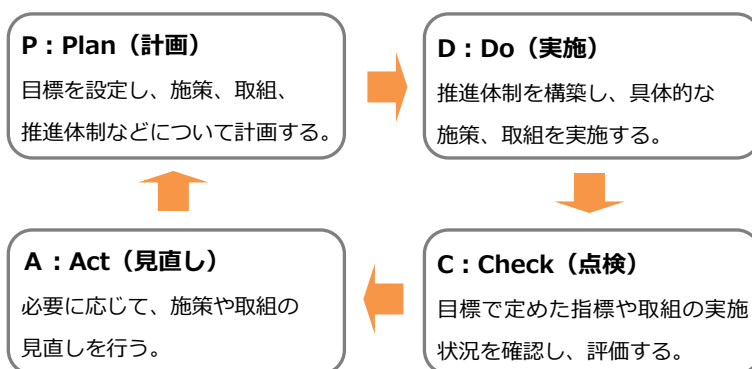 P：Plan（計画）
目標を設定し、施策、取組、
推進体制などについて計画する。
D：Do（実施）
推進体制を構築し、具体的な
施策、取組を実施する。
A：Act（見直し）
必要に応じて、施策や取組の
見直しを行う。
C：Check（点検）
目標で定めた指標や取組の実施
状況を確認し、評価する。